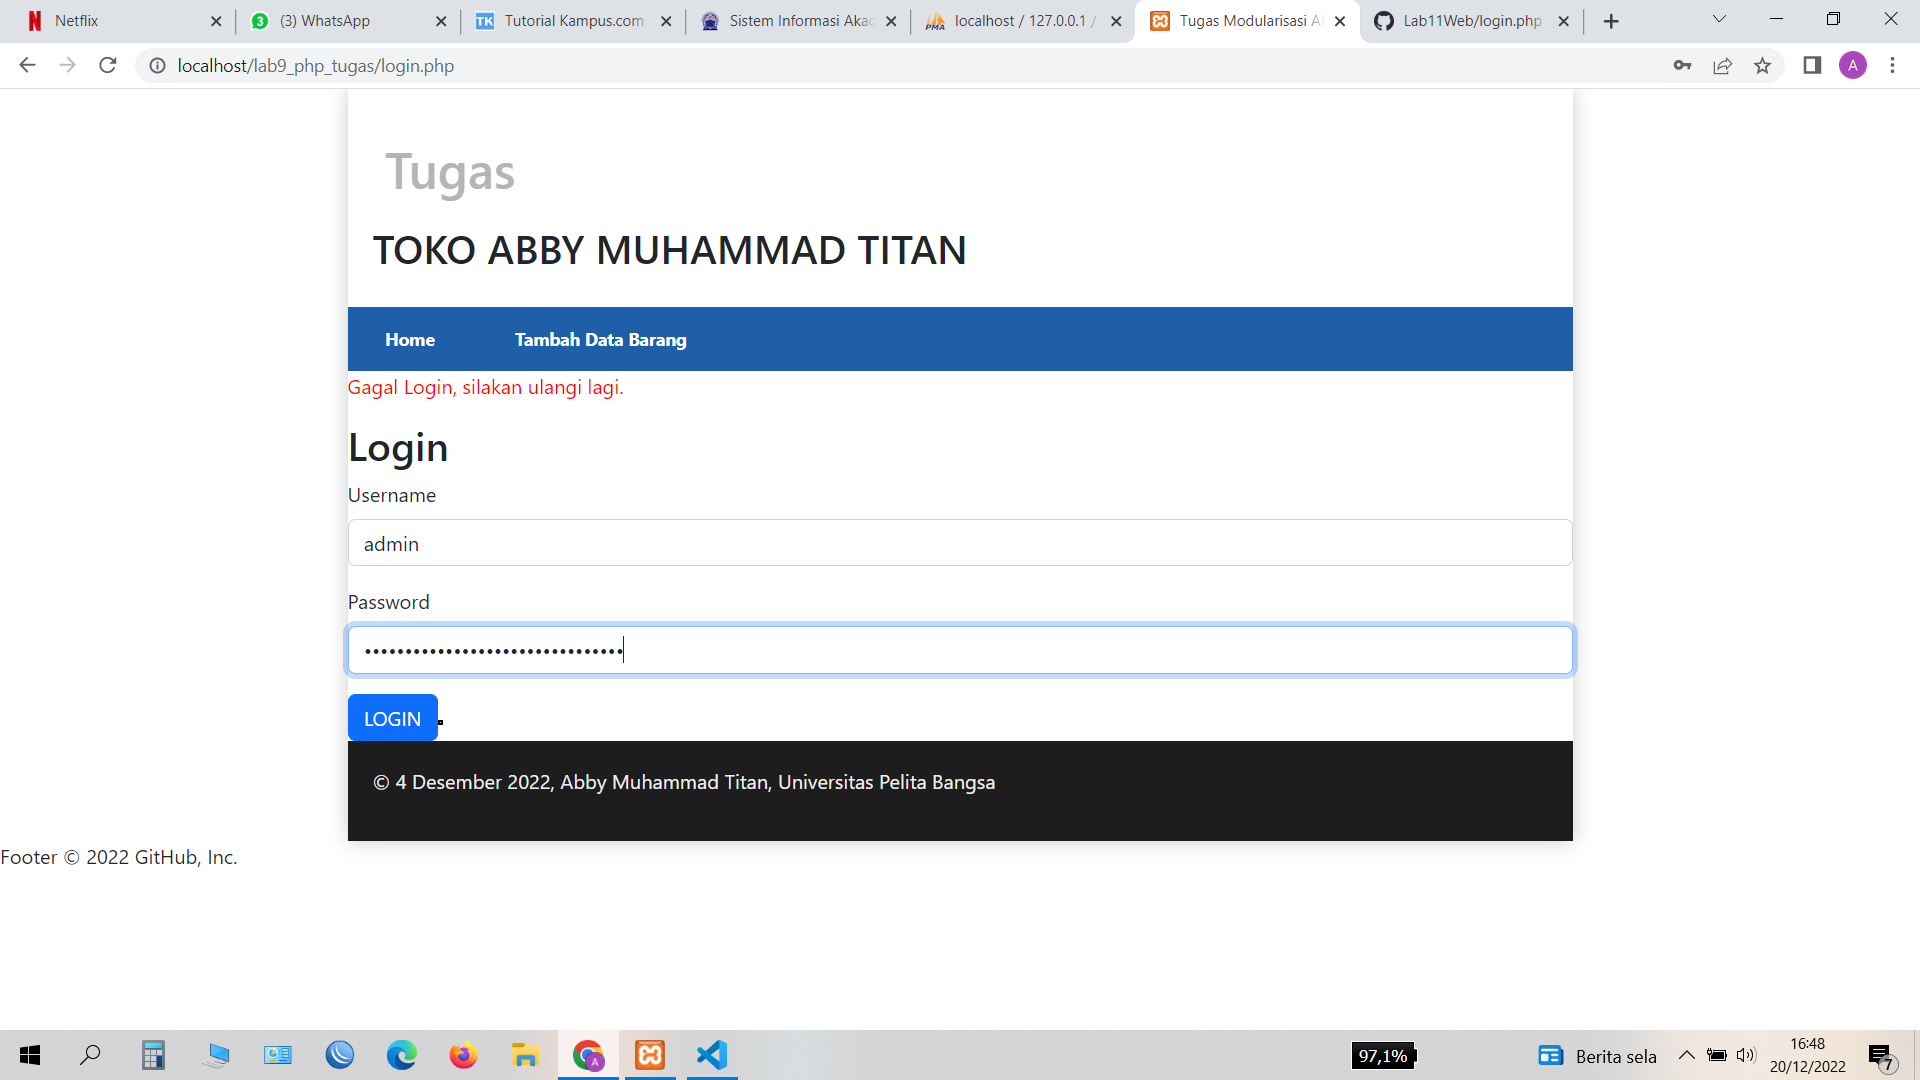 Netflix
(3) WhatsApp
Tutorial Kampus.com
Sistem Informasi Akad
localhost / 127.0.0.1 /
Tugas Modularisasi Al
Lab11Web/login.php
localhost/lab9_php_tugas/login.php
A
Tugas
TOKO ABBY MUHAMMAD TITAN
Home
Tambah Data Barang
Gagal Login, silakan ulangi lagi.
Login
Username
admin
Password
LOGIN
© 4 Desember 2022, Abby Muhammad Titan, Universitas Pelita Bangsa
Footer © 2022 GitHub, Inc.
97,1%
Berita sela
16:48
20/12/2022
7